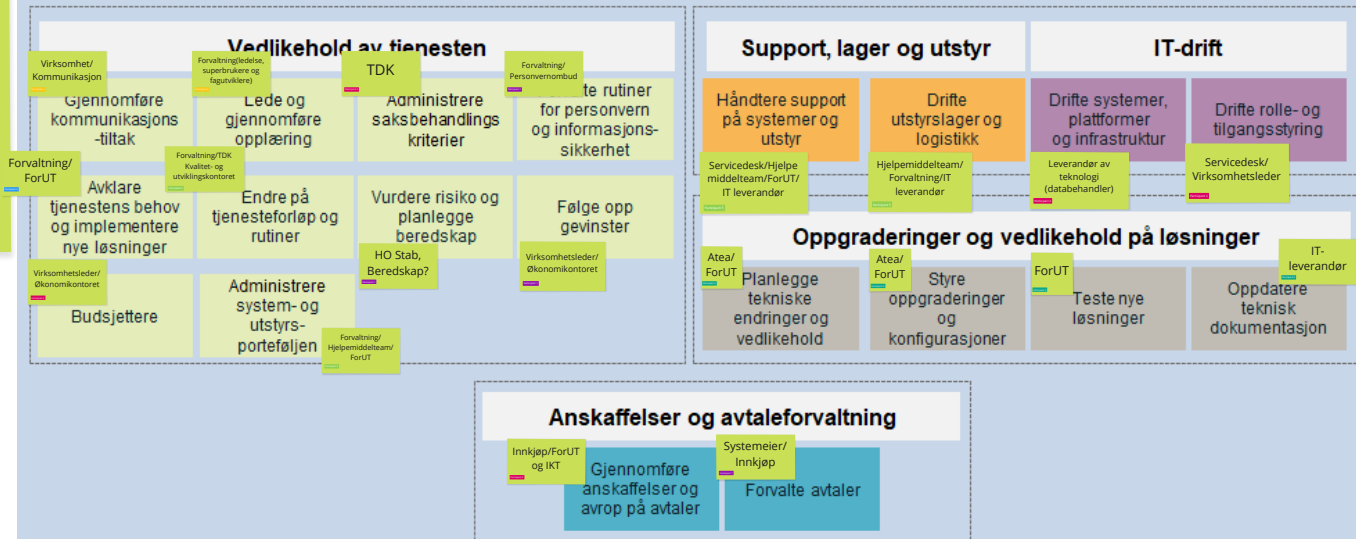 Vedlikehold av tjenesten
Virksomhet/
Kommunikasjon
Gjennomføre
kommunikasjons
-tiltak
Forvaltning(ledelse,
superbrukere og
fagutviklere)
Lede og
gjennomføre
opplæring
TDK
Administrere
saksbehandlings
kriterier
Forvaltning/
Personvernombud
rutiner
for personvern
og informasjons-
sikkerhet
Forvaltning/
ForUT
Avklare
tjenestens behov
og implementere
nye løsninger
Forvaltning/TDK
Kvalitet- og
utviklingskontoret
Endre på
tjenesteforløp og
rutiner
Vurdere risiko og
planlegge
beredskap
HO Stab,
Beredskap?
Følge opp
gevinster
Virksomhetsleder/
Økonomikontoret
Virksomhetsleder/
Økonomikontoret
Budsjettere
Administrere
system- og
utstyrs-
porteføljen
Forvaltning/
Hjelpemiddelteam/
ForUT
Support, lager og utstyr
Håndtere support
på systemer og
utstyr
Servicedesk/Hjelpe
middelteam/ForUT/
IT leverandør
Drifte
utstyrslager og
logistikk
Hjelpemiddelteam/
Forvaltning/IT
leverandør
IT-drift
Drifte systemer,
plattformer
og infrastruktur
Leverandør av
teknologi
(databehandler)
Drifte rolle- og
tilgangsstyring
Servicedesk/
Virksomhetsleder
Oppgraderinger og vedlikehold på løsninger
Atea/
ForUT
Planlegge
tekniske
endringer og
vedlikehold
Atea/
ForUT
Styre
oppgraderinger
og
konfigurasjoner
ForUT
Teste nye
løsninger
IT-
leverandør
Oppdatere
teknisk
dokumentasjon
Anskaffelser og avtaleforvaltning
Innkjøp/ForUT
og IKT
Gjennomføre
anskaffelser og
avrop på avtaler
Systemeier/
Innkjøp
Forvalte avtaler